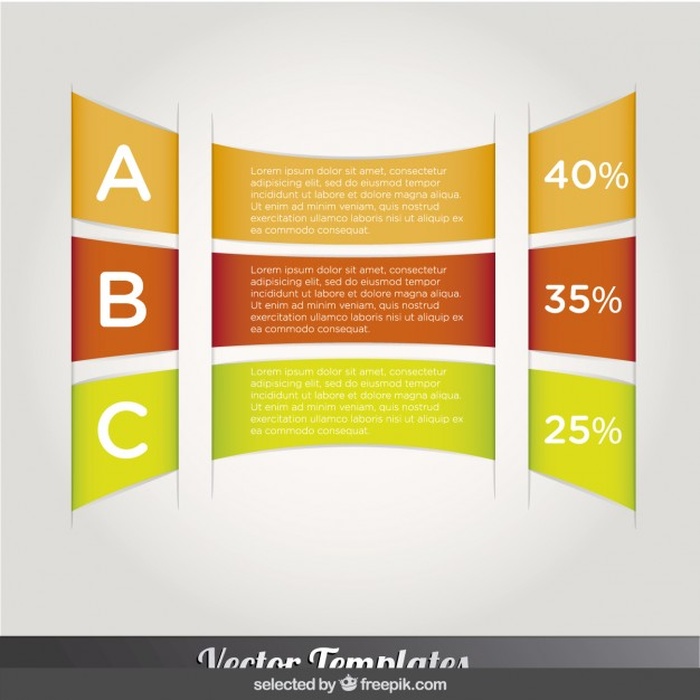 A
Lorem ipsum dolor sit amet, consectetur
adipisicing elit, sed do eiusmod tempor
incididunt ut labore et dolore magna aliqua.
Ut enim ad minim veniam, quis nostrud
exercitation ullamco laboris nisi ut aliquip ex
ea commodo consequat.
40%
B
Lorem ipsum dolor sit amet, consectetur
adipisicing elit, sed do eiusmod tempor
incididunt ut labore et dolore magna aliqua.
Ut enim ad minim veniam, quis nostrud
exercitation ullamco laboris nisi ut aliquip ex
ea commodo consequat.
35%
C
Lorem ipsum dolor sit amet, consectetur
adipisicing elit, sed do eiusmod tempor
incididunt ut labore et dolore magna aliqua.
Ut enim ad minim veniam, quis nostrud
exercitation ullamco laboris nisi ut aliquip ex
ea commodo consequat.
25%
Vector Templates
selected by freepik.com